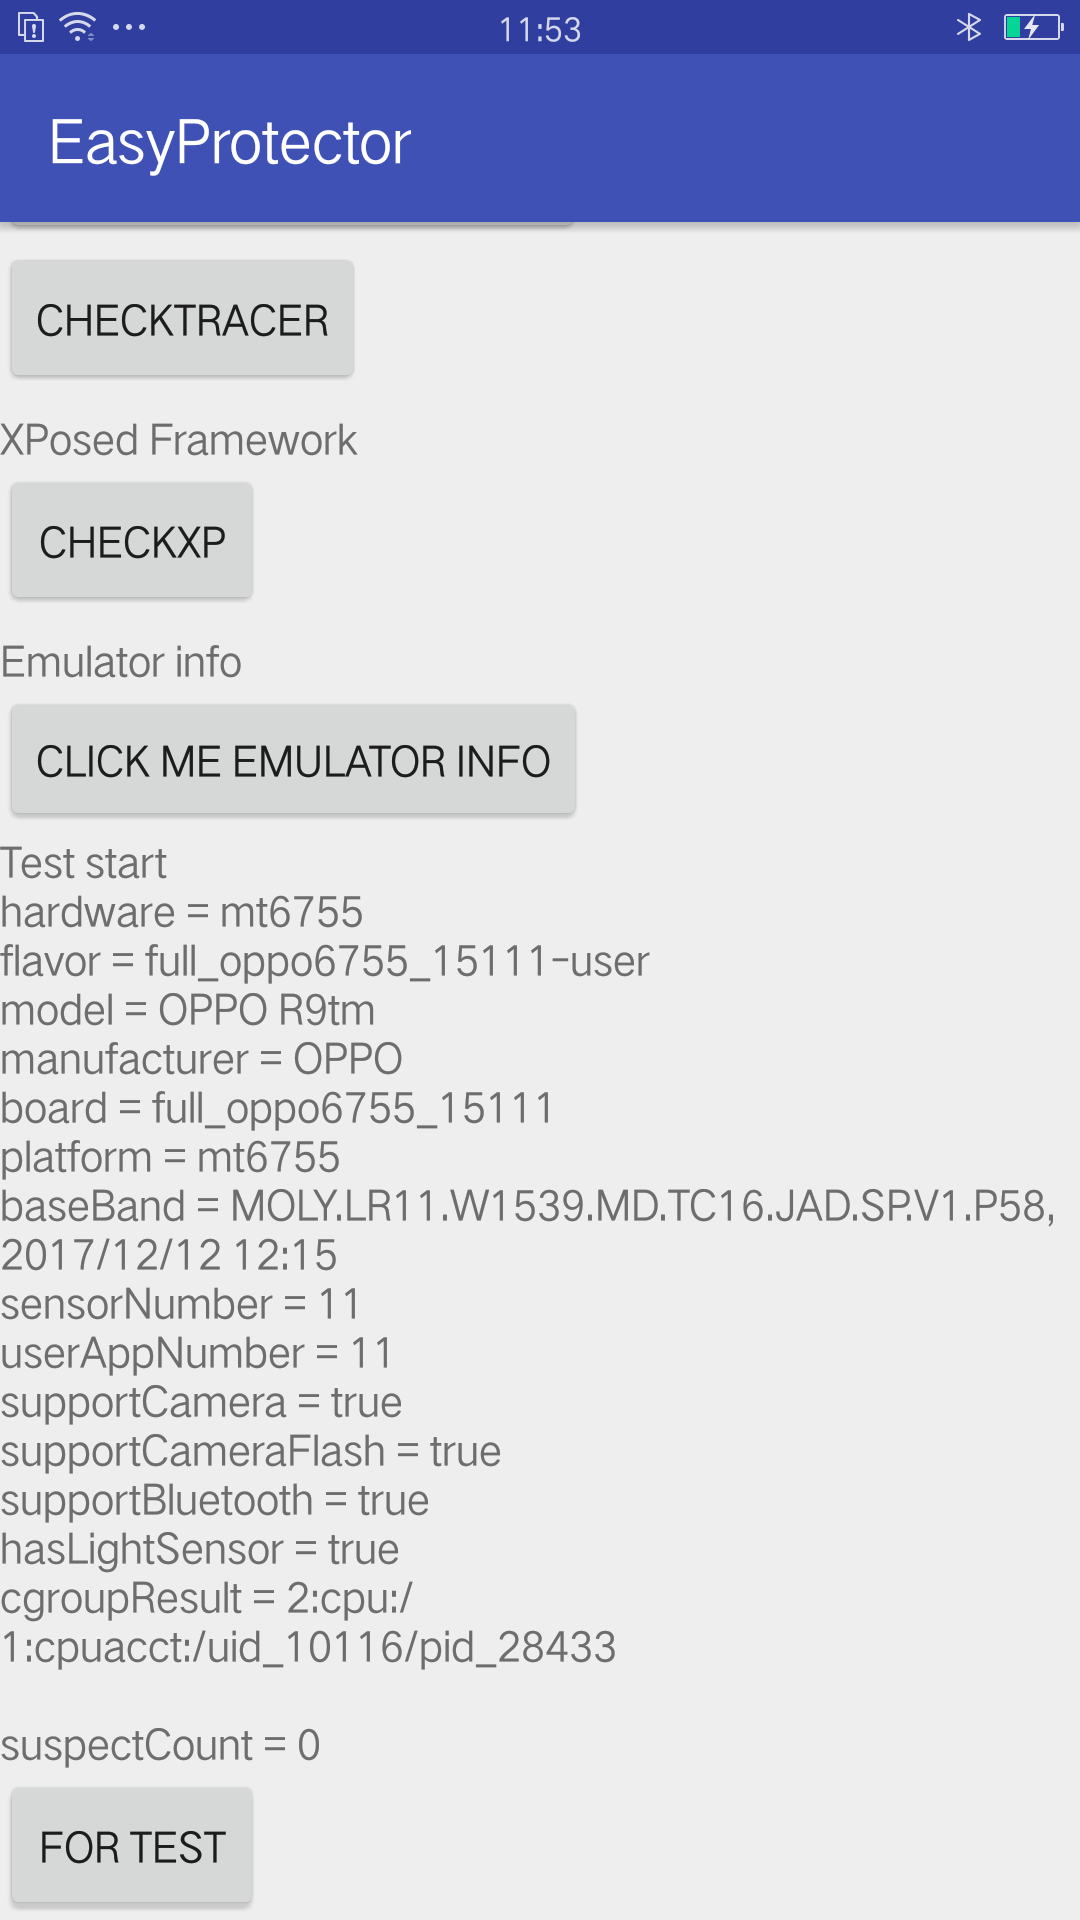 11:53
EasyProtector
CHECKTRACER
XPosed Framework
CHECKXP
Emulator info
CLICK ME EMULATOR INFO
Test start
hardware = mt6755
flavor = full_oppo6755_15111-user
model = OPPO R9tm
manufacturer = OPPO
board = full_oppo6755_15111
platform = mt6755
baseBand = MOLY.LR11.W1539.MD.TC16.JAD.SP.V1.P58,
2017/12/12 12:15
sensorNumber = 11
userAppNumber = 11
supportCamera = true
supportCameraFlash = true
supportBluetooth = true
hasLightSensor = true
cgroupResult = 2:cpu:/
1:cpuacct:/uid_10116/pid_28433
suspectCount = 0
FOR TEST